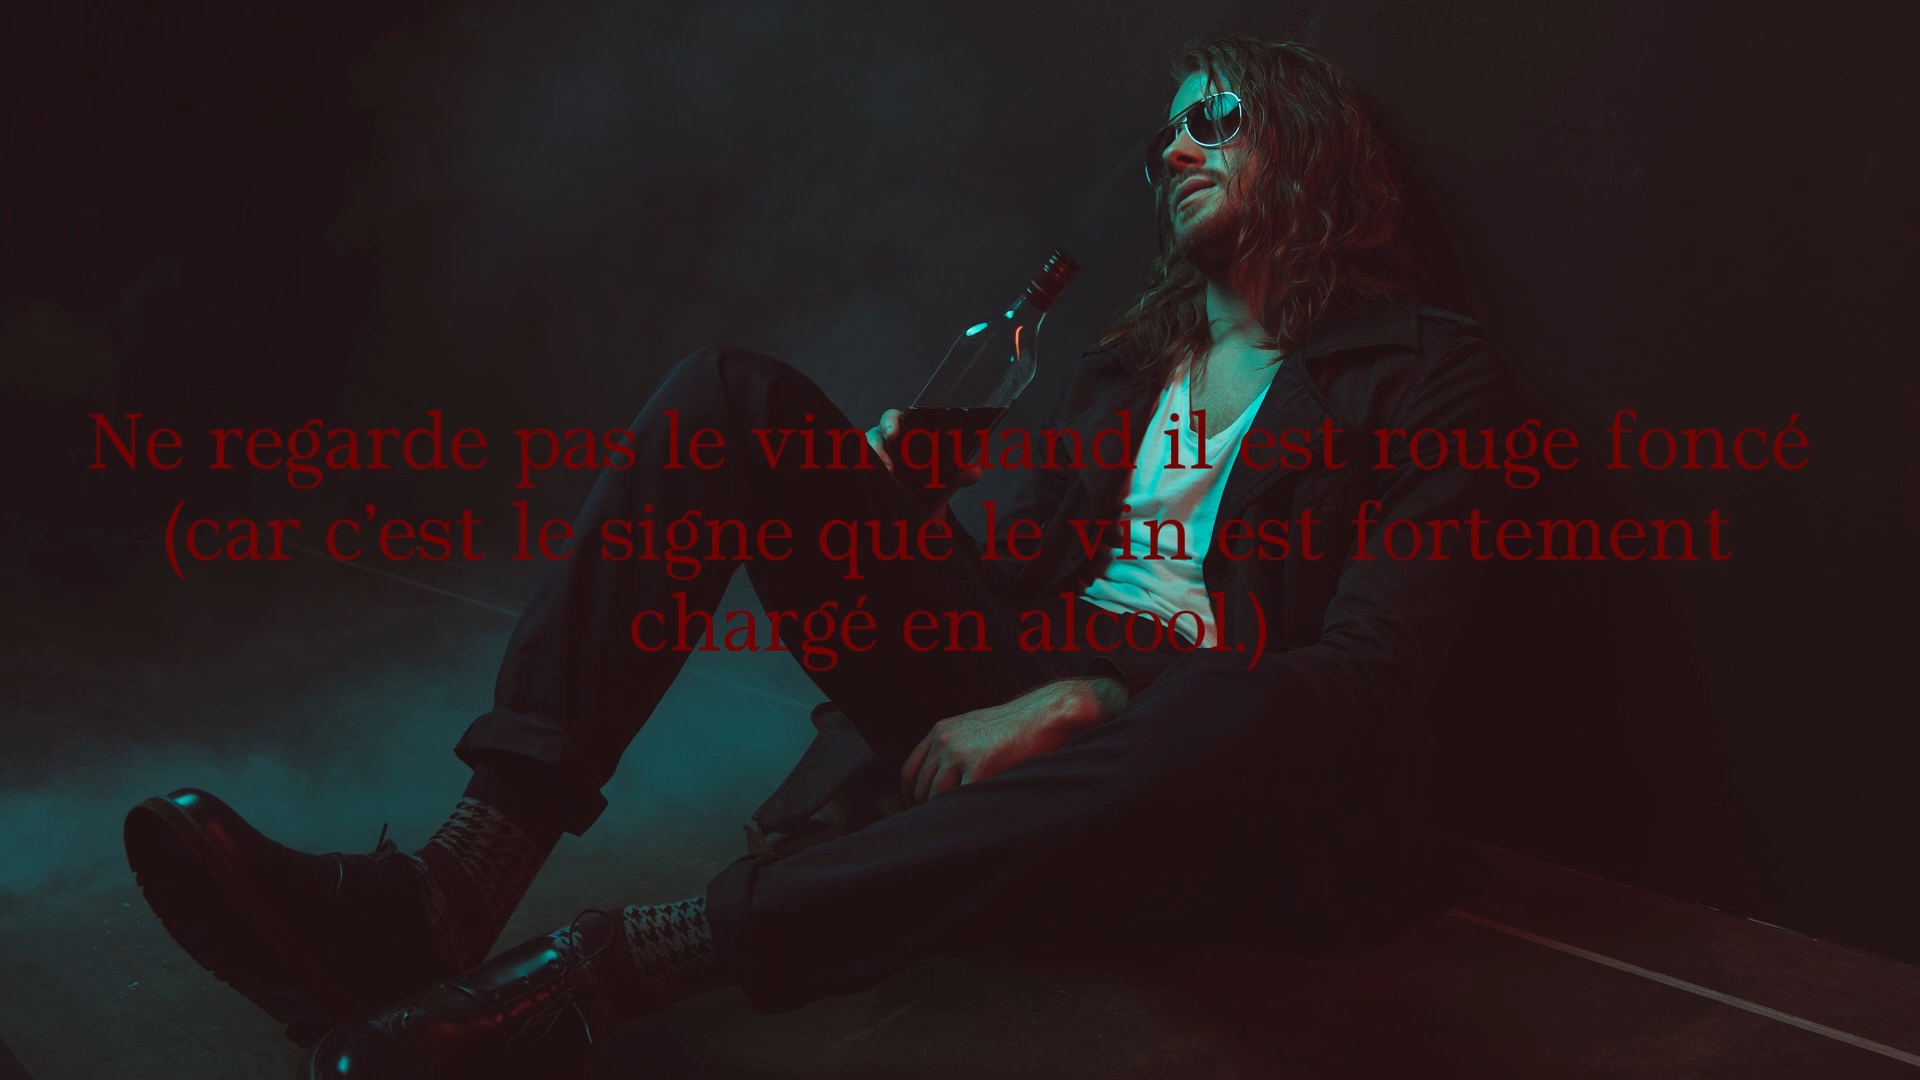 Ne regarde pas le vin quand il est rouge foncé
(car c’est le signe que le vin est fortement
chargé en alcool.)